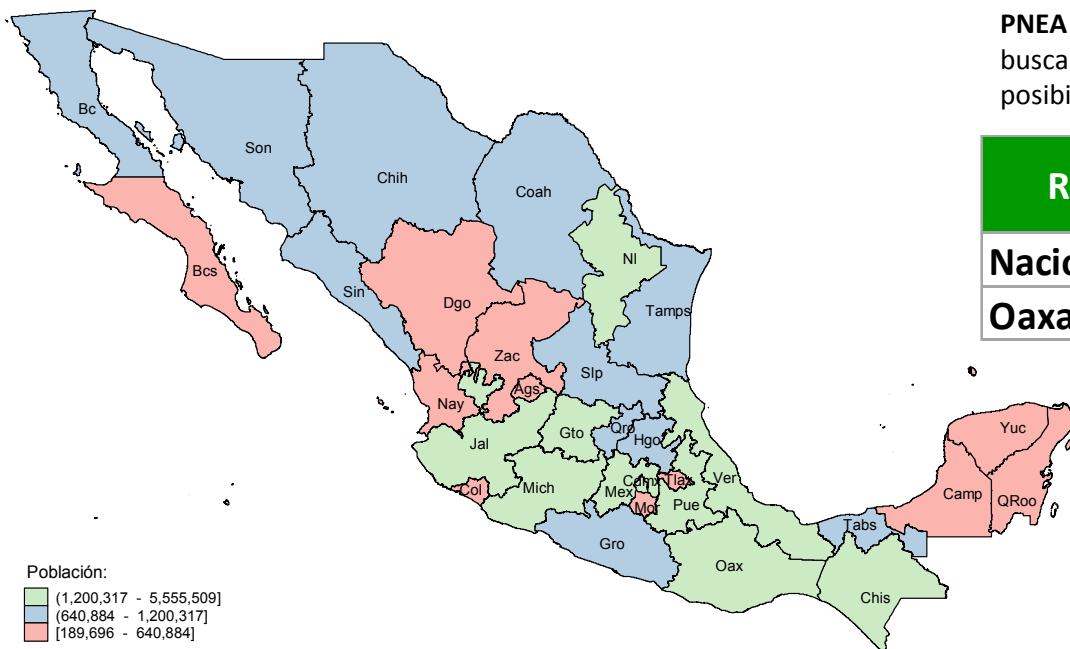 PNEA
busca
posibi
R
Nacio
Oaxa
Bc
Son
Chih
Coah
Bcs
Sin
Dgo
Nl
Tamps
Zac
Slp
Nay
Ags
Jal
Gto
Qro
Hgo
Col
Mich
Mex
Cdmx
Tlax
Mor
Pue
Ver
Gro
Oax
Tabs
Chis
Camp
Yuc
QRoo
Población:
(1,200,317 - 5,555,509]
(640,884 - 1,200,317]
[189,696 - 640,884]